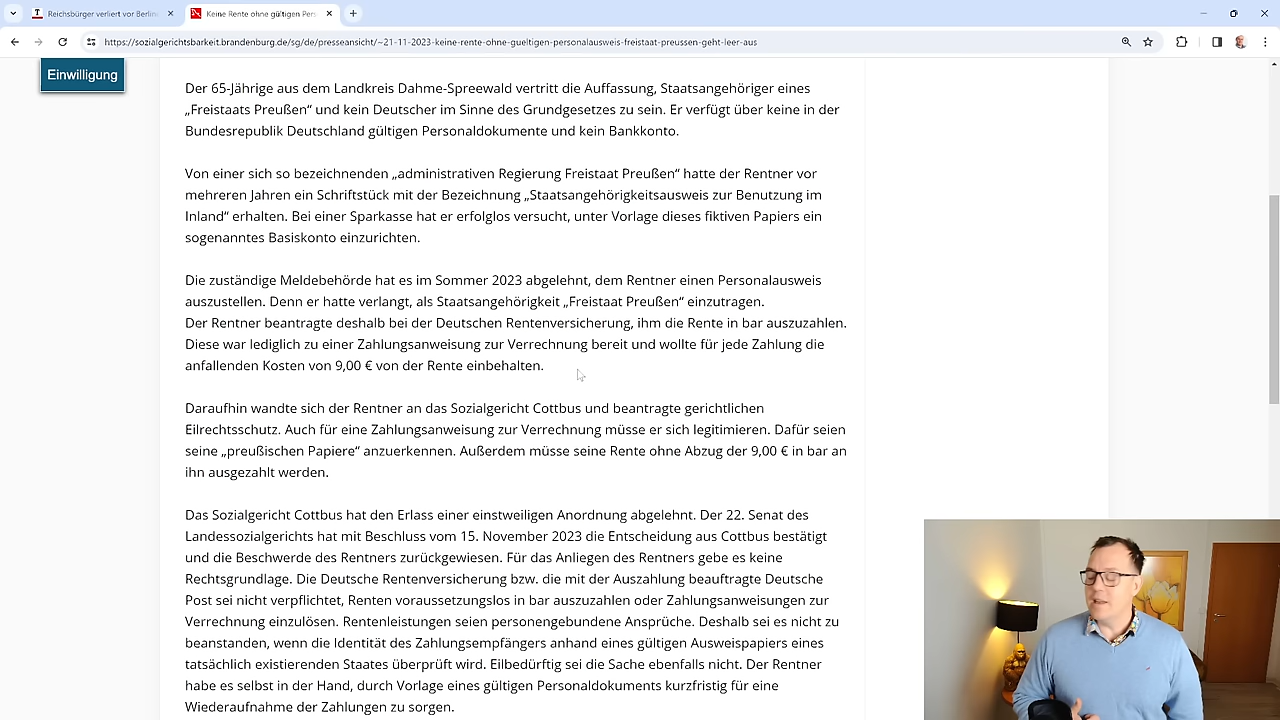 Reichsbürger verliert vor Berlin
Keine Rente ohne gültigen Pers
https://sozialgerichtsbarkeit.brandenburg.de/sg/de/presseansicht/~21-11-2023-keine-rente-ohne-gueltigen-personalausweis-freistaat-preussen-geht-leer-aus
Einwilligung
Der 65-Jährige aus dem Landkreis Dahme-Spreewald vertritt die Auffassung, Staatsangehöriger eines
„Freistaats Preußen“ und kein Deutscher im Sinne des Grundgesetzes zu sein. Er verfügt über keine in der
Bundesrepublik Deutschland gültigen Personaldokumente und kein Bankkonto.
Von einer sich so bezeichnenden „administrativen Regierung Freistaat Preußen“ hatte der Rentner vor
mehreren Jahren ein Schriftstück mit der Bezeichnung „Staatsangehörigkeitsausweis zur Benutzung im
Inland“ erhalten. Bei einer Sparkasse hat er erfolglos versucht, unter Vorlage dieses fiktiven Papiers ein
sogenanntes Basiskonto einzurichten.
Die zuständige Meldebehörde hat es im Sommer 2023 abgelehnt, dem Rentner einen Personalausweis
auszustellen. Denn er hatte verlangt, als Staatsangehörigkeit „Freistaat Preußen“ einzutragen.
Der Rentner beantragte deshalb bei der Deutschen Rentenversicherung, ihm die Rente in bar auszuzahlen.
Diese war lediglich zu einer Zahlungsanweisung zur Verrechnung bereit und wollte für jede Zahlung die
anfallenden Kosten von 9,00 € von der Rente einbehalten.
Daraufhin wandte sich der Rentner an das Sozialgericht Cottbus und beantragte gerichtlichen
Eilrechtsschutz. Auch für eine Zahlungsanweisung zur Verrechnung müsse er sich legitimieren. Dafür seien
seine „preußischen Papiere“ anzuerkennen. Außerdem müsse seine Rente ohne Abzug der 9,00 € in bar an
ihn ausgezahlt werden.
Das Sozialgericht Cottbus hat den Erlass einer einstweiligen Anordnung abgelehnt. Der 22. Senat des
Landessozialgerichts hat mit Beschluss vom 15. November 2023 die Entscheidung aus Cottbus bestätigt
und die Beschwerde des Rentners zurückgewiesen. Für das Anliegen des Rentners gebe es keine
Rechtsgrundlage. Die Deutsche Rentenversicherung bzw. die mit der Auszahlung beauftragte Deutsche
Post sei nicht verpflichtet, Renten voraussetzungslos in bar auszuzahlen oder Zahlungsanweisungen zur
Verrechnung einzulösen. Rentenleistungen seien personengebundene Ansprüche. Deshalb sei es nicht zu
beanstanden, wenn die Identität des Zahlungsempfängers anhand eines gültigen Ausweispapiers eines
tatsächlich existierenden Staates überprüft wird. Eilbedürftig sei die Sache ebenfalls nicht. Der Rentner
habe es selbst in der Hand, durch Vorlage eines gültigen Personaldokuments kurzfristig für eine
Wiederaufnahme der Zahlungen zu sorgen.